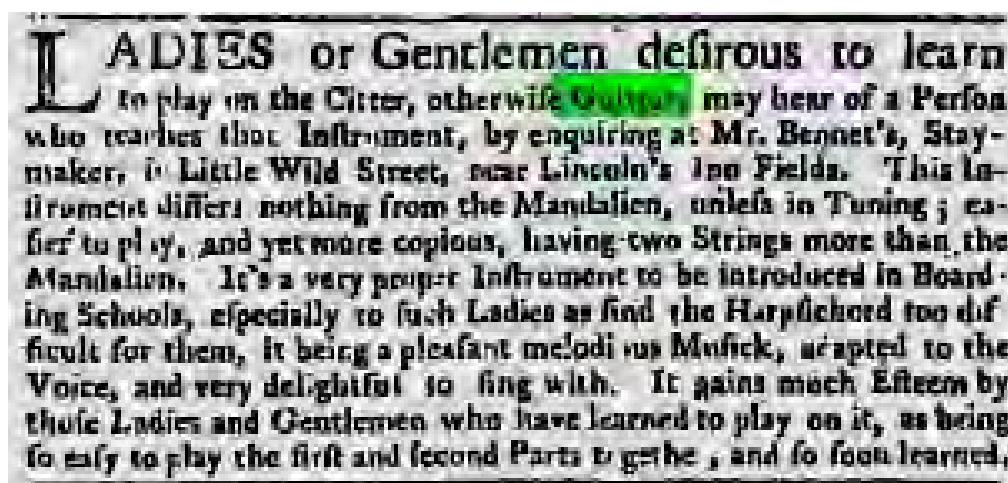 LADIES or Gentlemen deſirous to learn
to play on the Citter, otherwiſe Guittar, may hear of a Perſon
who teaches that Inſtrument, by enquiring at Mr. Bennet's, Stay-
maker, in Little Wild Street, near Lincoln's Inn Fields. This In-
ſtrument differs nothing from the Mandalien, unleſs in Tuning; ea-
ſier to play, and yet more copious, having two Strings more than the
Mandalien. It's a very proper Inſtrument to be introduced in Board-
ing Schools, eſpecially to ſuch Ladies as find the Harpſichord too dif
ficult for them, it being a pleaſant melodious Muſick, adapted to the
Voice, and very delightful to ſing with. It gains much Eſteem by
thoſe Ladies and Gentlemen who have learned to play on it, as being
ſo eaſy to play the firſt and ſecond Parts together, and ſo ſoon learned,